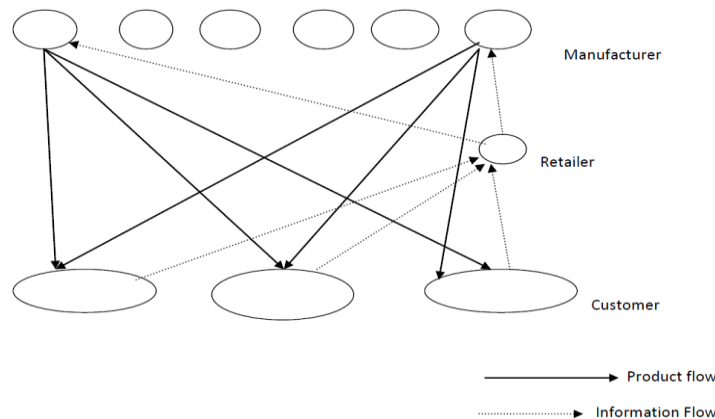 Manufacturer
Retailer
Customer
Product flow
Information Flow